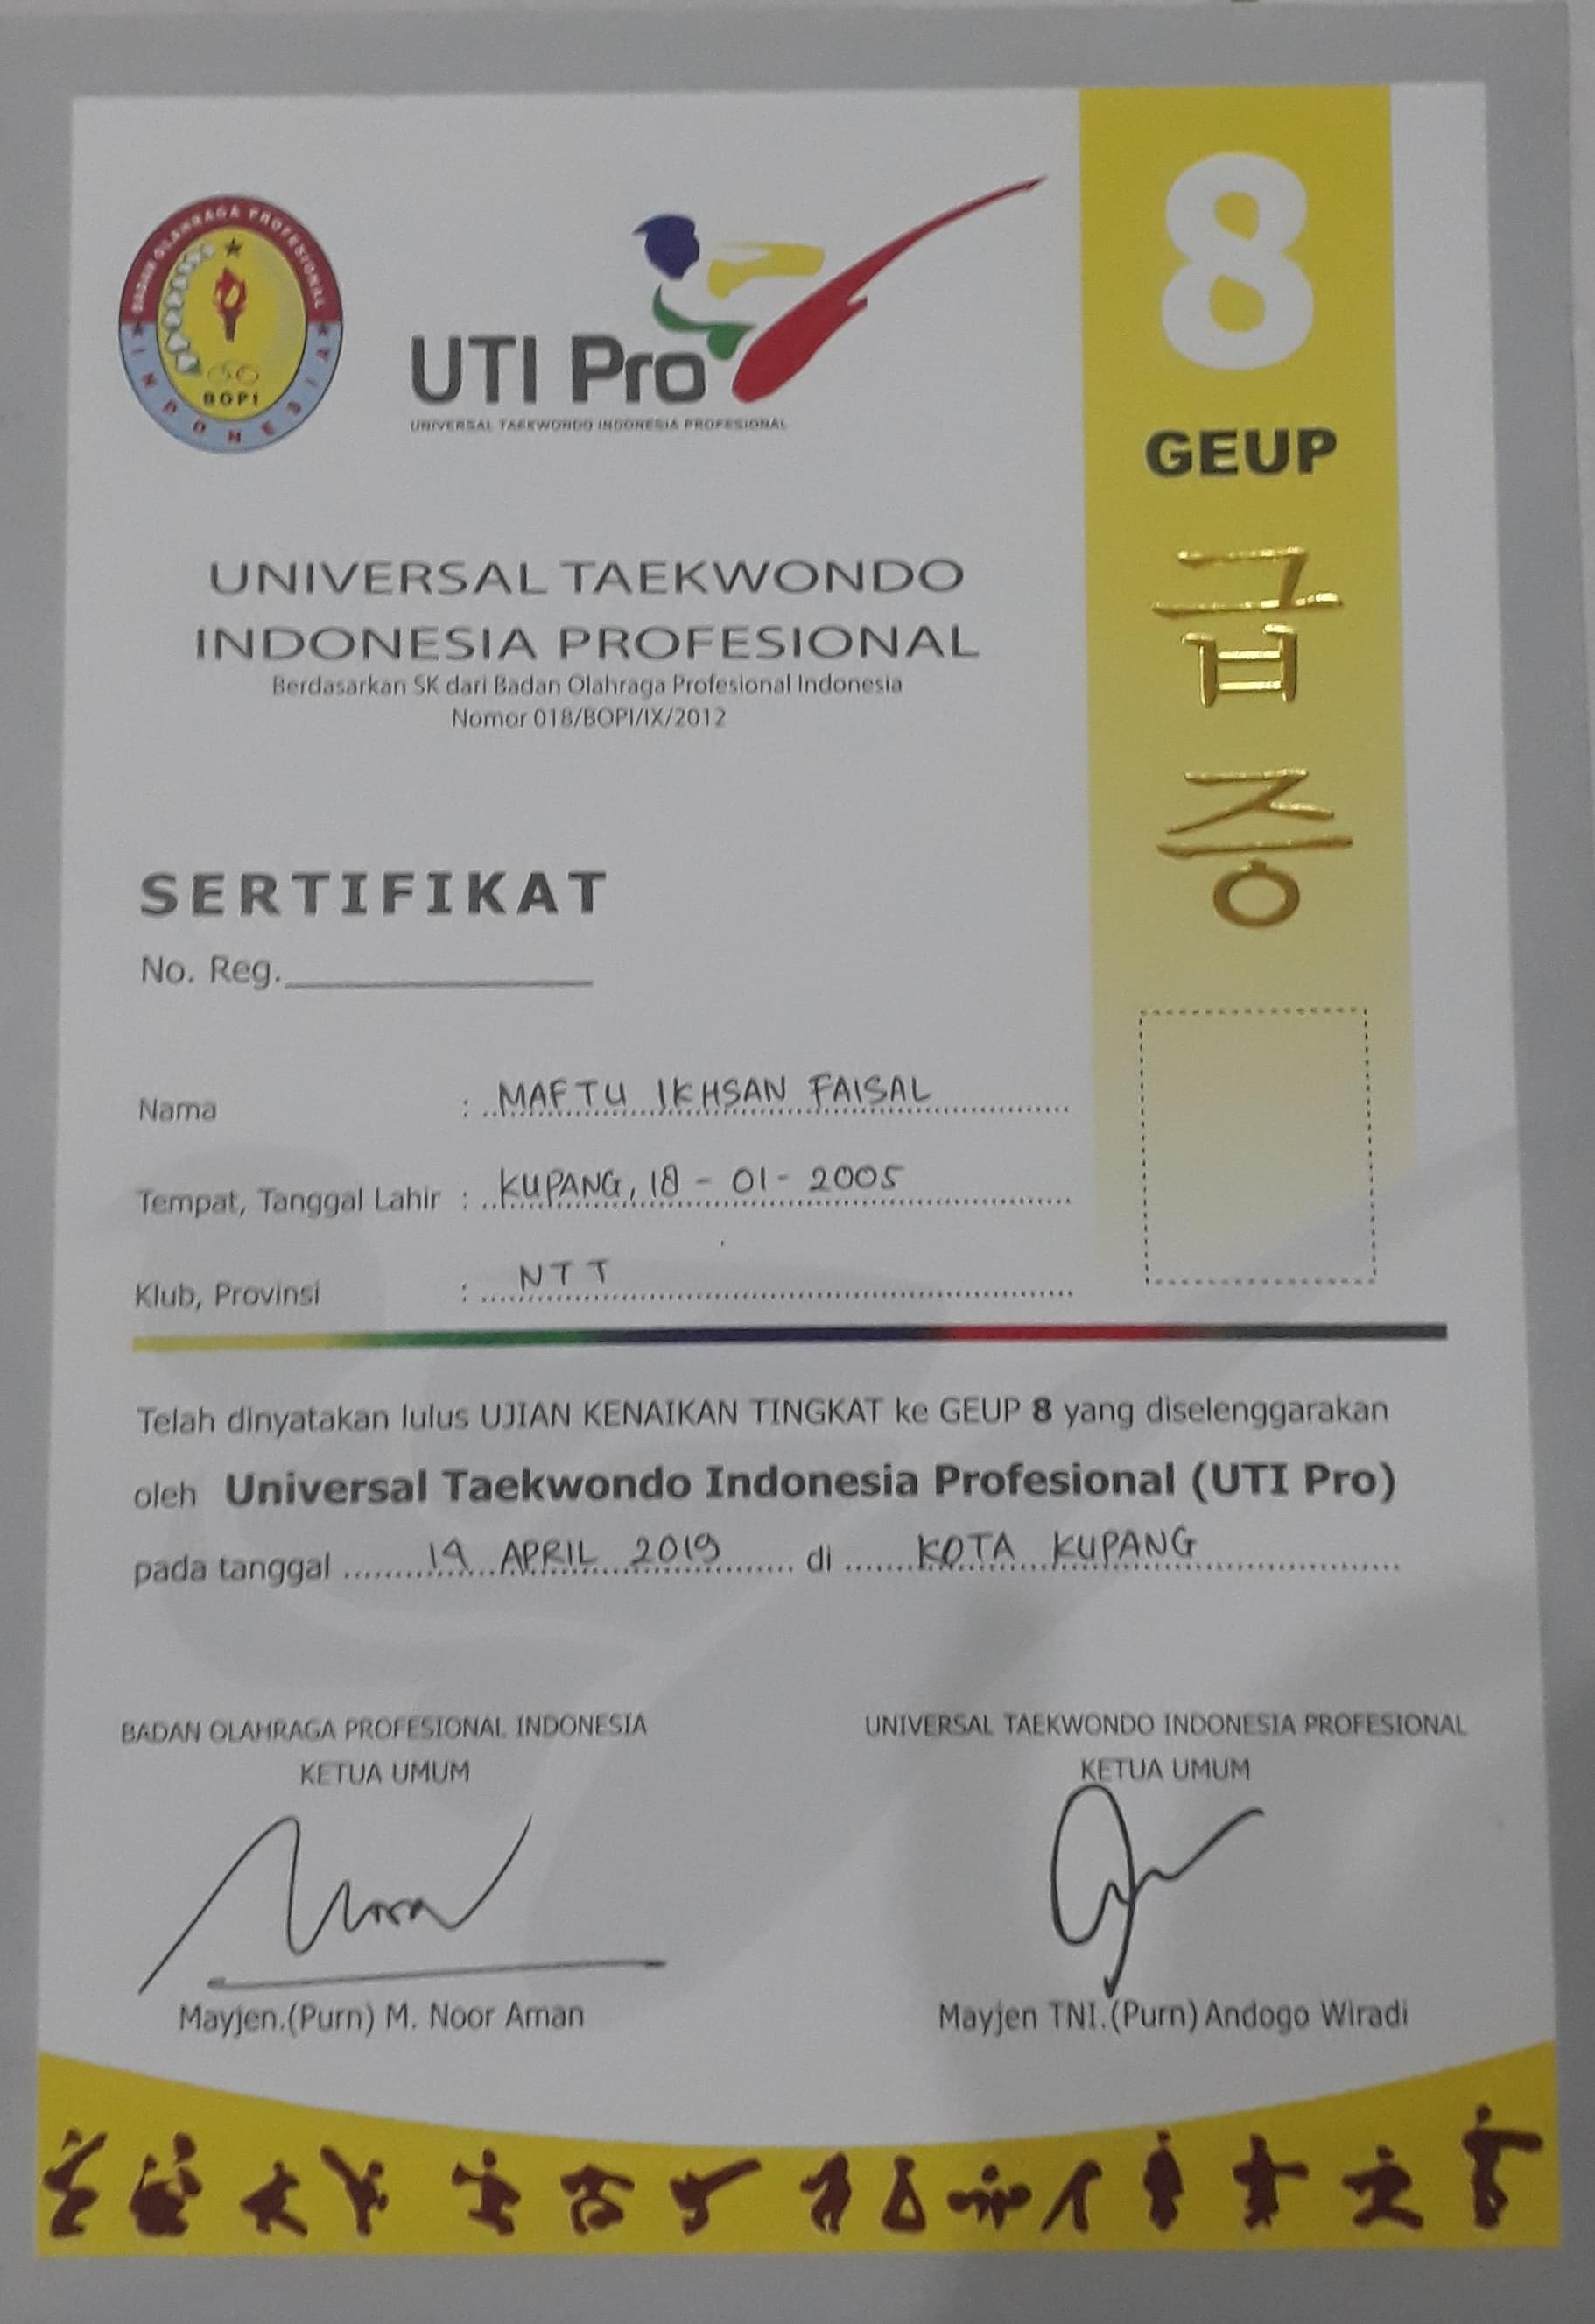 BADAN OLAHRAGA PROFESIONAL
INDONESIA
BOPI
UTI Pro
UNIVERSAL TAEKWONDO INDONESIA PROFESIONAL
8
GEUP
급
증
UNIVERSAL TAEKWONDO
INDONESIA PROFESIONAL
Berdasarkan SK dari Badan Olahraga Profesional Indonesia
Nomor 018/BOPI/IX/2012
SERTIFIKAT
No. Reg.
Nama : MAFTU IKHSAN FAISAL
Tempat, Tanggal Lahir : KUPANG, 18 - 01 - 2005
Klub, Provinsi : NTT
Telah dinyatakan lulus UJIAN KENAIKAN TINGKAT ke GEUP 8 yang diselenggarakan
oleh Universal Taekwondo Indonesia Profesional (UTI Pro)
pada tanggal 14 APRIL 2019 di KOTA KUPANG
BADAN OLAHRAGA PROFESIONAL INDONESIA
KETUA UMUM
Mayjen.(Purn) M. Noor Aman
UNIVERSAL TAEKWONDO INDONESIA PROFESIONAL
KETUA UMUM
Mayjen TNI.(Purn) Andogo Wiradi